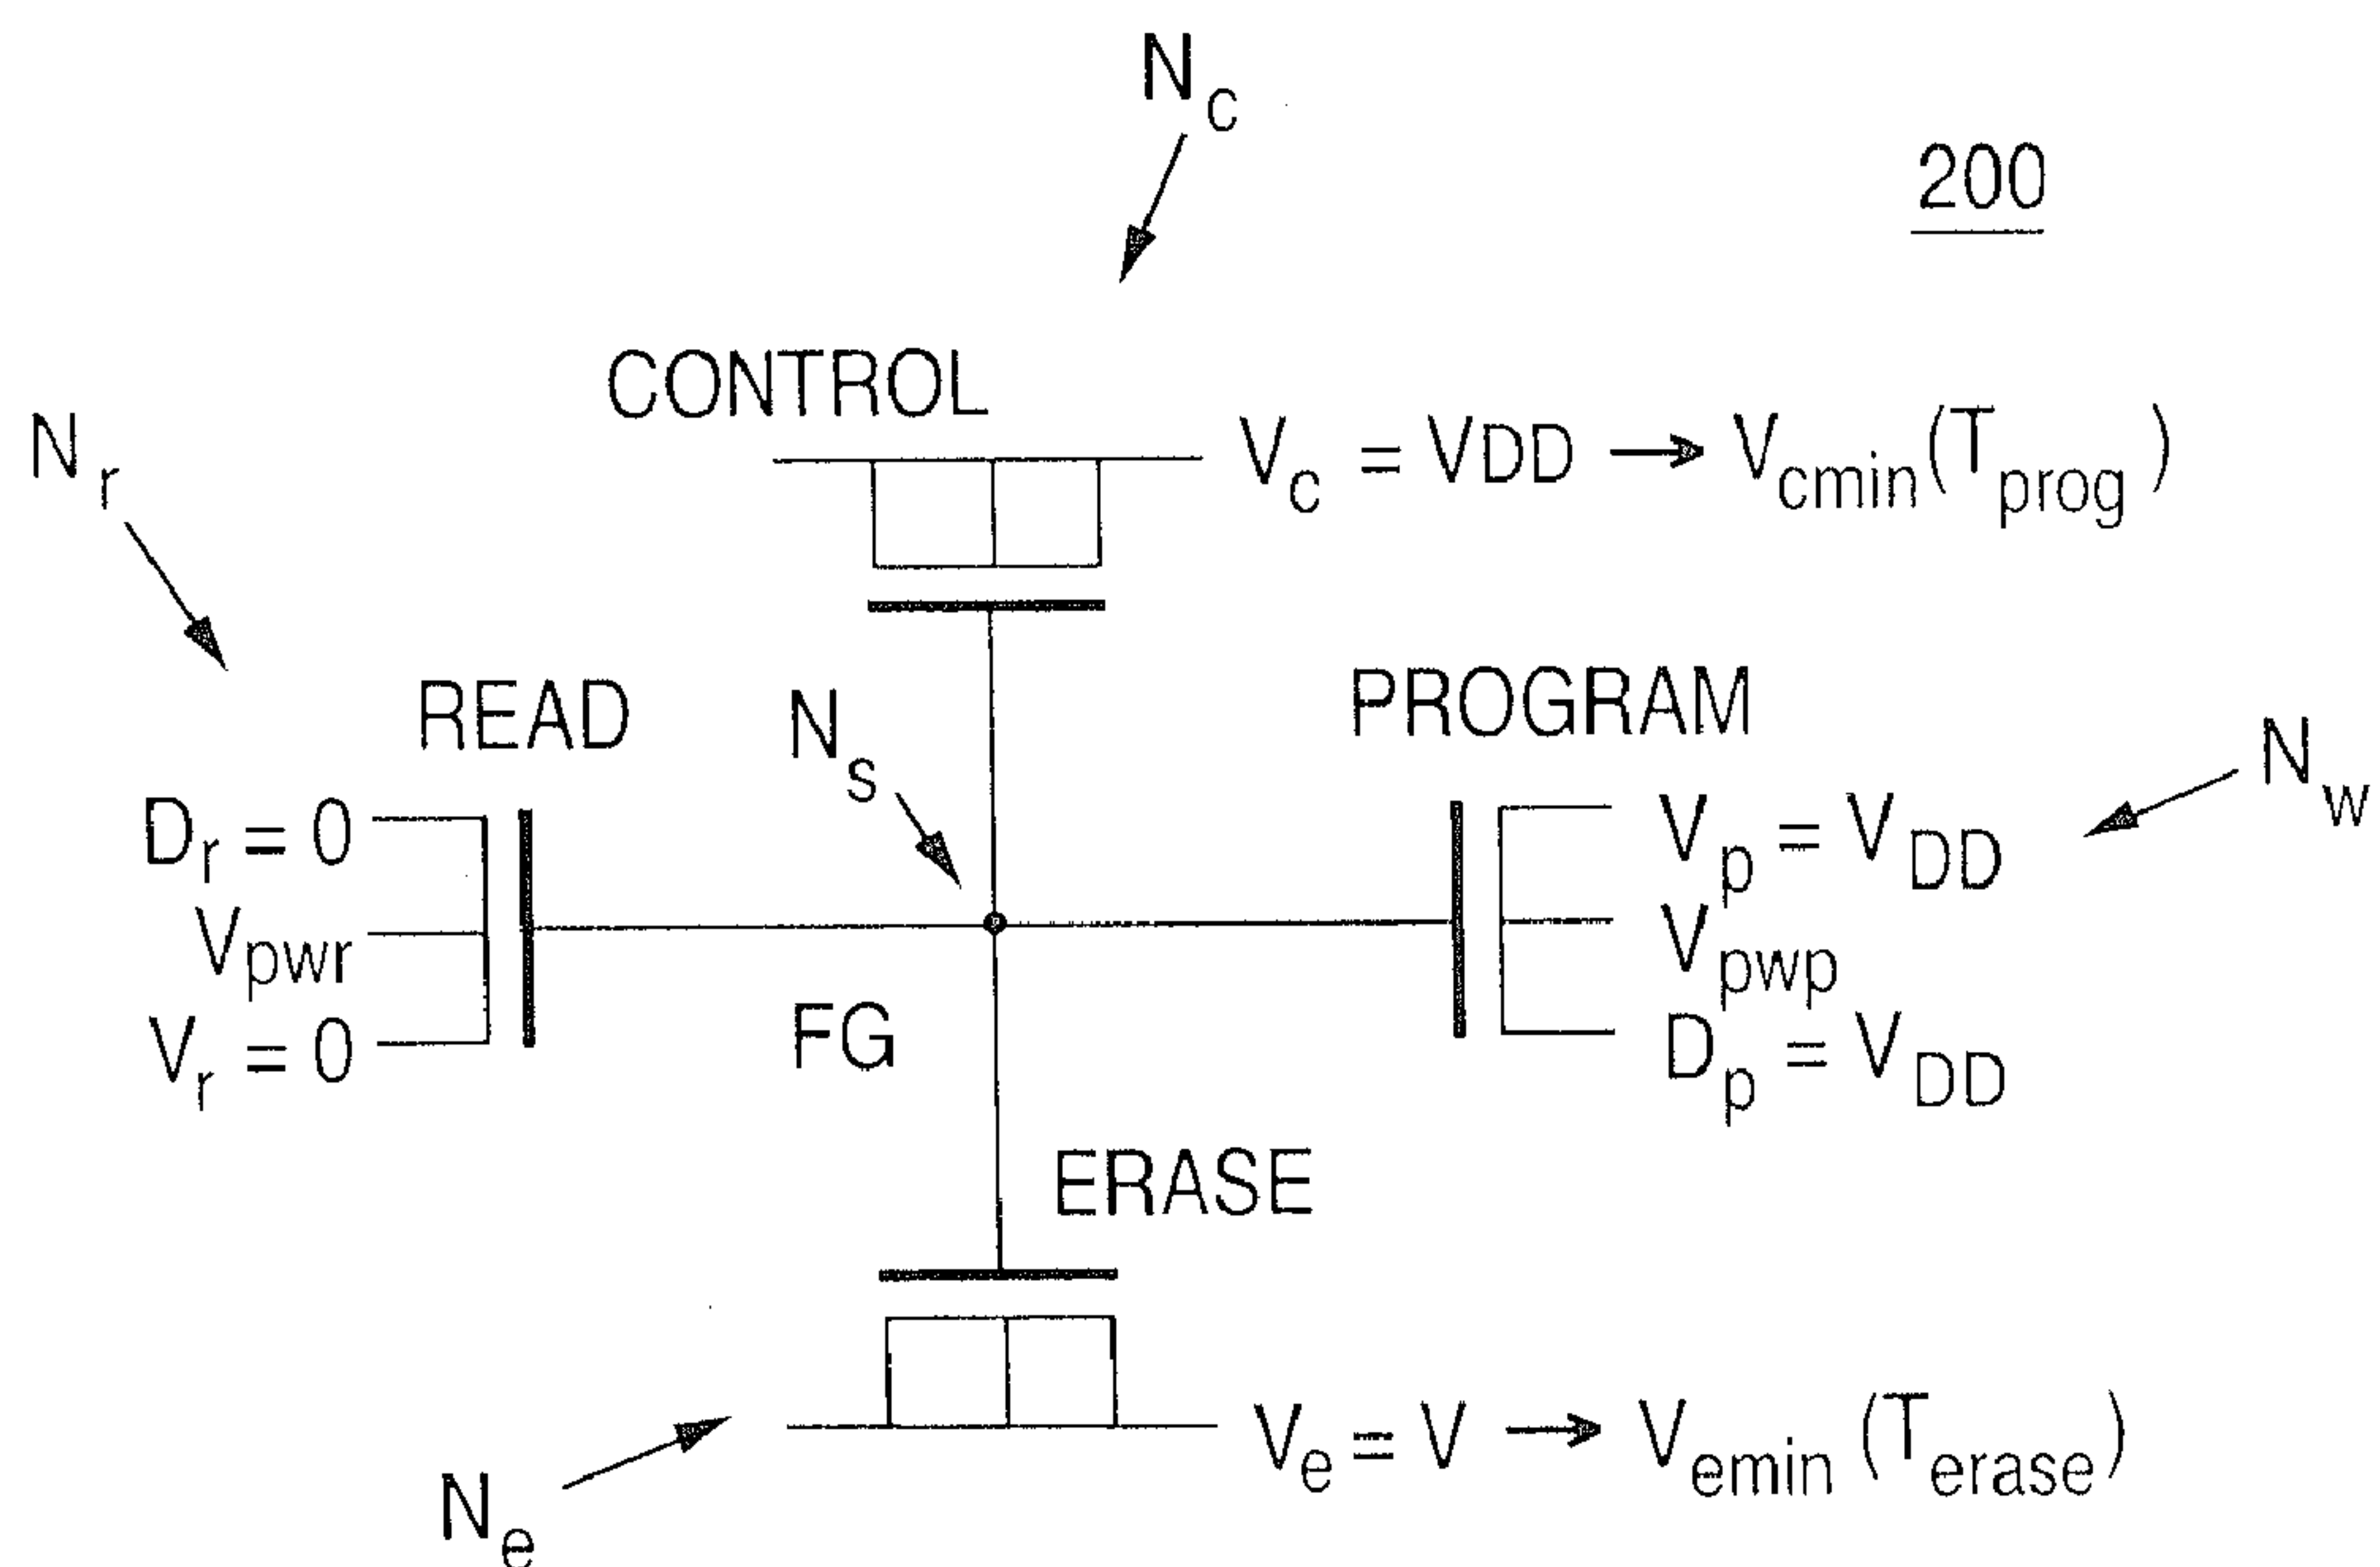 N_c
200
CONTROL
V_c = VDD → V_cmin(T_prog)
N_r
READ
N_s
PROGRAM
N_w
D_r = 0
V_p = V_DD
V_pwr
V_pwp
V_r = 0
FG
D_p = V_DD
ERASE
V_e = V → V_emin (T_erase)
N_e